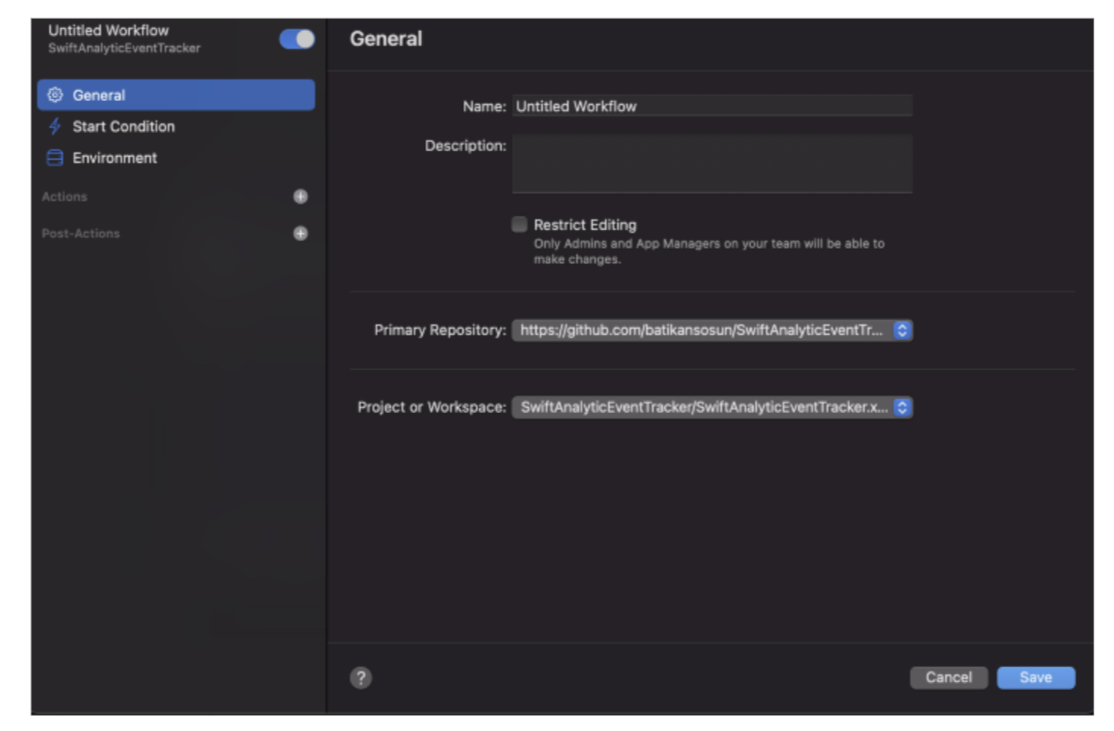 Untitled Workflow
SwiftAnalyticEventTracker
General
Start Condition
Environment
Actions
Post-Actions
General
Name: Untitled Workflow
Description:
Restrict Editing
Only Admins and App Managers on your team will be able to
make changes.
Primary Repository: https://github.com/batikansosun/SwiftAnalyticEventTr...
Project or Workspace: SwiftAnalyticEventTracker/SwiftAnalyticEventTracker.x...
?
Cancel
Save